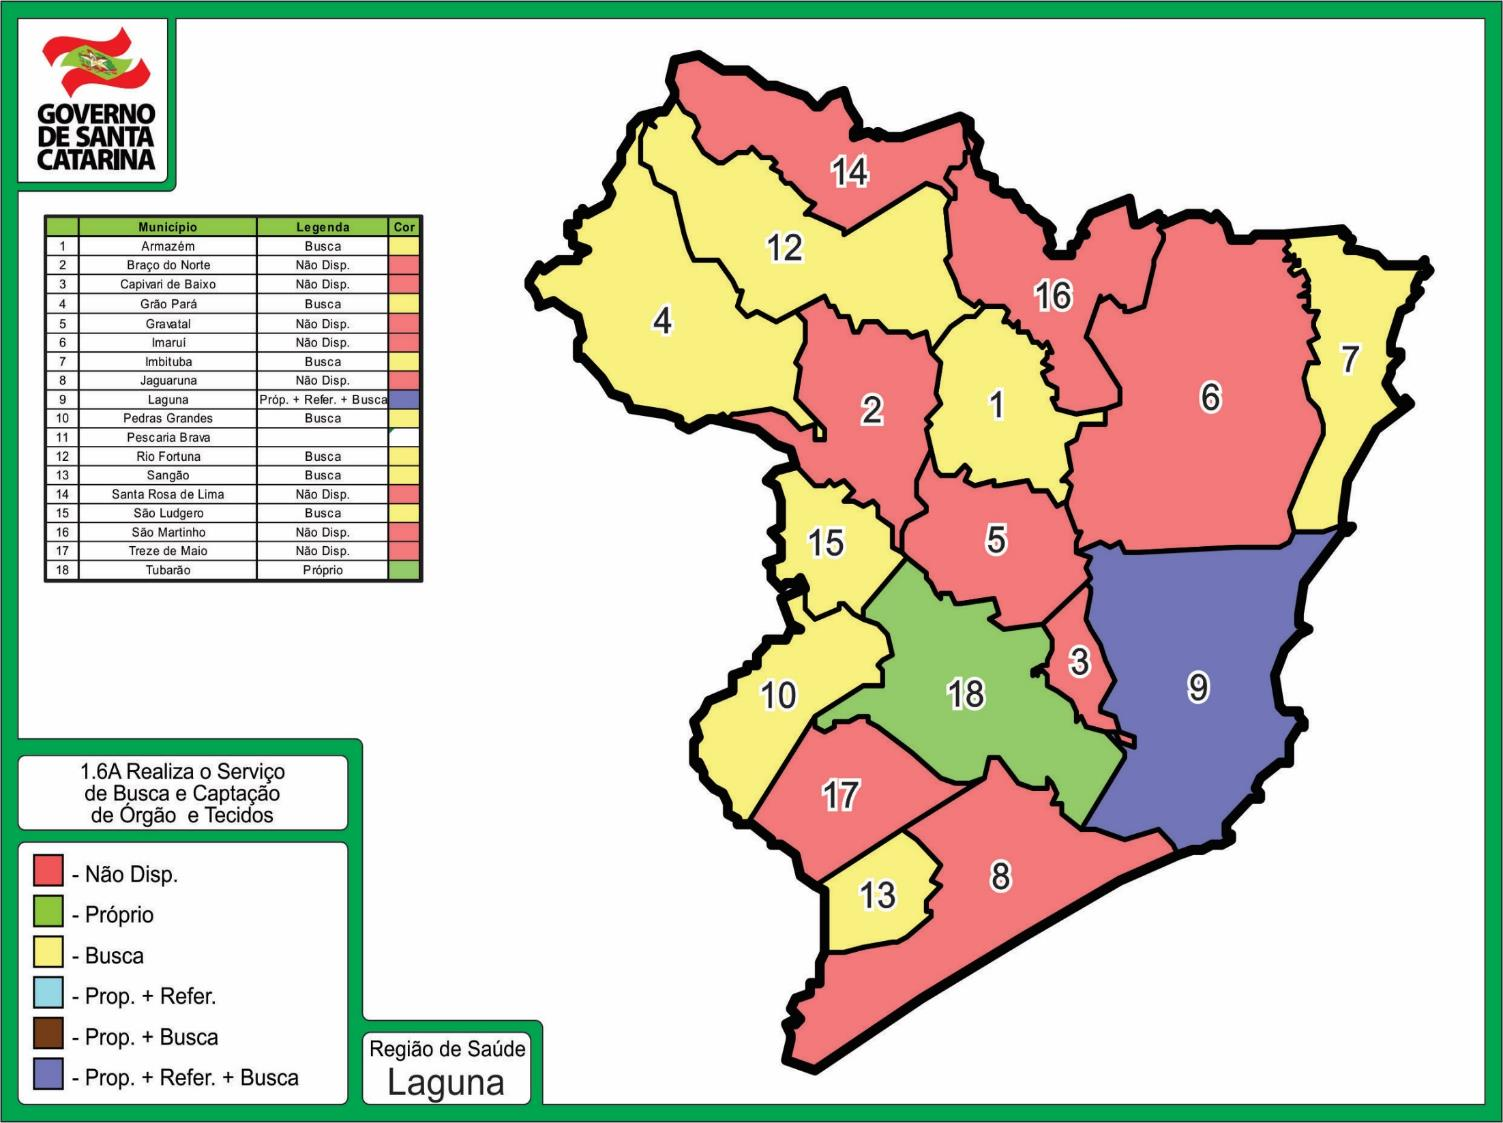 GOVERNO
DE SANTA
CATARINA
Município Legenda Cor
1 Armazém Busca
2 Braço do Norte Não Disp.
3 Capivari de Baixo Não Disp.
4 Grão Pará Busca
5 Gravatal Não Disp.
6 Imaruí Não Disp.
7 Imbituba Busca
8 Jaguaruna Não Disp.
9 Laguna Próp. + Refer. + Busca
10 Pedras Grandes Busca
11 Pescaria Brava
12 Rio Fortuna Busca
13 Sangão Busca
14 Santa Rosa de Lima Não Disp.
15 São Ludgero Busca
16 São Martinho Não Disp.
17 Treze de Maio Não Disp.
18 Tubarão Próprio
14
12
16
4
7
6
1
2
5
15
3
9
18
10
17
8
13
1.6A Realiza o Serviço
de Busca e Captação
de Órgão e Tecidos
- Não Disp.
- Próprio
- Busca
- Prop. + Refer.
- Prop. + Busca
- Prop. + Refer. + Busca
Região de Saúde
Laguna